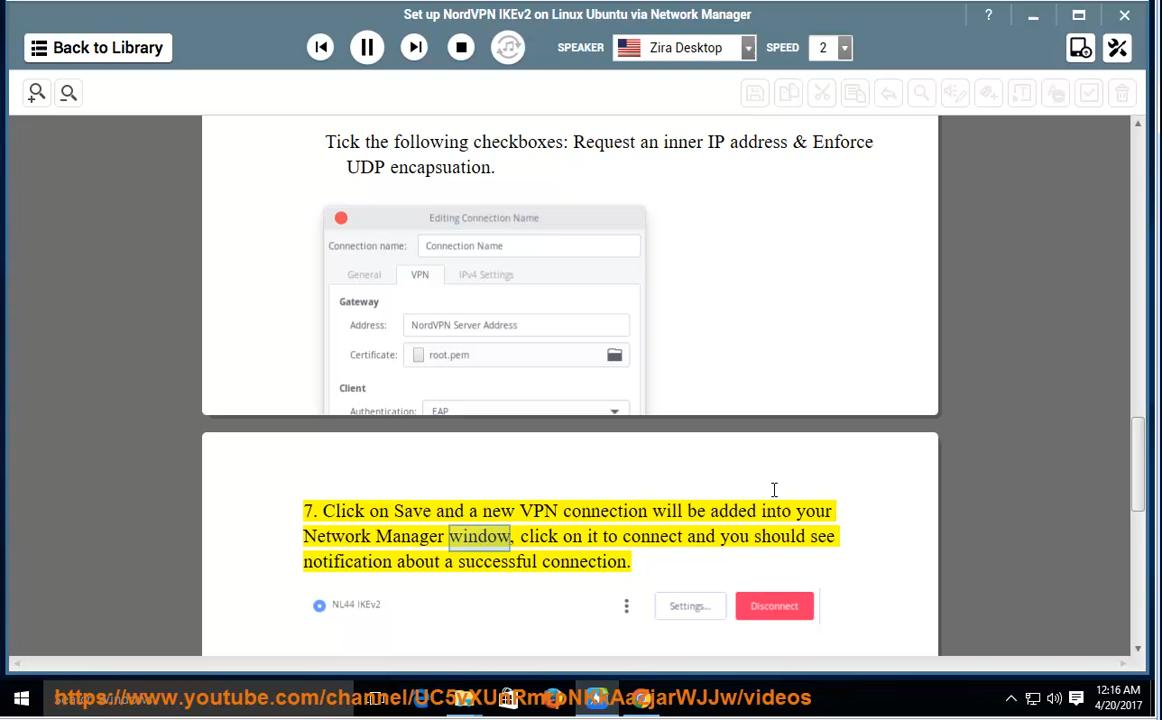 Set up NordVPN IKEv2 on Linux Ubuntu via Network Manager
?
Back to Library
SPEAKER
Zira Desktop
SPEED
2
Tick the following checkboxes: Request an inner IP address & Enforce
UDP encapsuation.
Editing Connection Name
Connection name: Connection Name
General VPN IPv4 Settings
Gateway
Address: NordVPN Server Address
Certificate: root.pem
Client
Authentication: EAP
7. Click on Save and a new VPN connection will be added into your
Network Manager window, click on it to connect and you should see
notification about a successful connection.
NL44 IKEv2 Settings... Disconnect
12:16 AM
4/20/2017